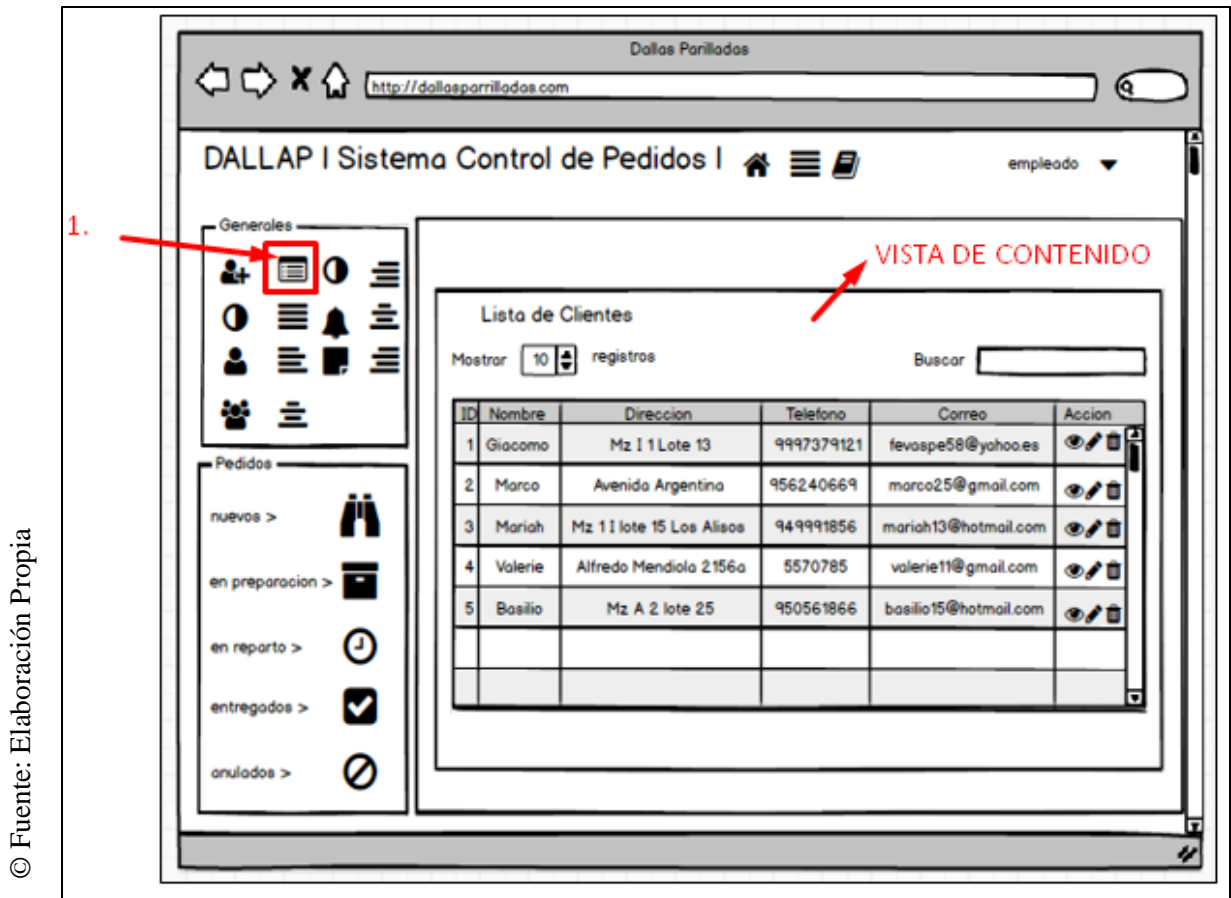 Dallas Parilladas
http://dallasparrilladas.com
DALLAP I Sistema Control de Pedidos I
empleado
1.
Generales
VISTA DE CONTENIDO
Lista de Clientes
Mostrar 10 registros
Buscar
ID Nombre Direccion Telefono Correo Accion
1 Giacomo Mz I 1 Lote 13 9997379121 fevaspe58@yahoo.es
2 Marco Avenida Argentina 956240669 marco25@gmail.com
3 Mariah Mz 1 I lote 15 Los Alisos 949991856 mariah13@hotmail.com
4 Valerie Alfredo Mendiola 2156a 5570785 valerie11@gmail.com
5 Basilio Mz A 2 lote 25 950561866 basilio15@hotmail.com
Pedidos
nuevos >
en preparacion >
en reparto >
entregados >
anulados >
© Fuente: Elaboración Propia